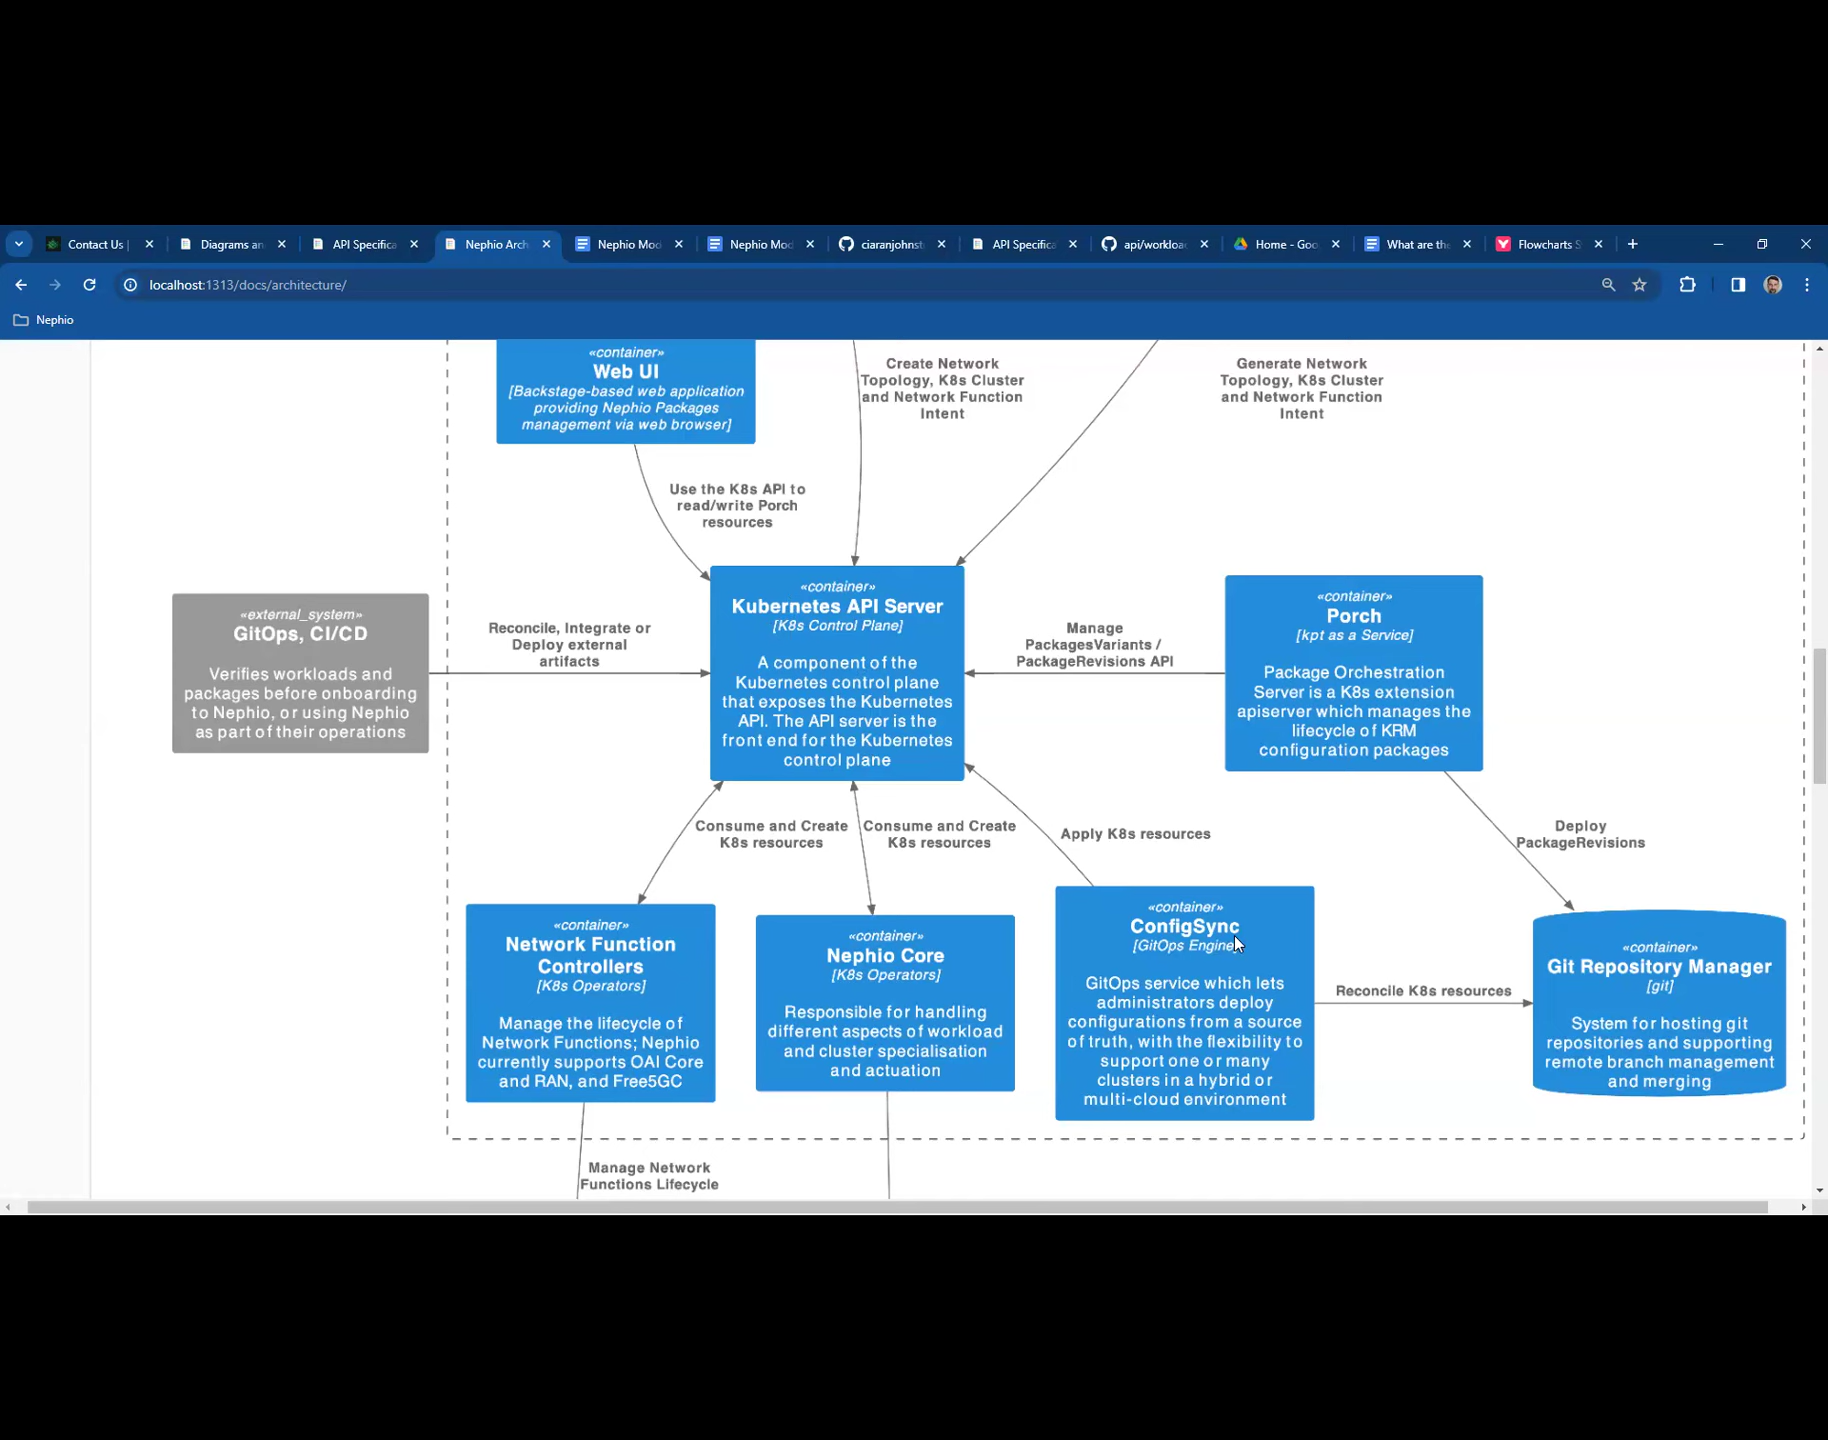 Contact Us |
Diagrams an
API Specifica
Nephio Arch
Nephio Mod
Nephio Mod
ciaranjohnst
API Specifica
api/workloa
Home - Goo
What are the
Flowcharts S
localhost:1313/docs/architecture/
Nephio
«container»
Web UI
[Backstage-based web application
providing Nephio Packages
management via web browser]
Create Network
Topology, K8s Cluster
and Network Function
Intent
Generate Network
Topology, K8s Cluster
and Network Function
Intent
Use the K8s API to
read/write Porch
resources
«external_system»
GitOps, CI/CD
Verifies workloads and
packages before onboarding
to Nephio, or using Nephio
as part of their operations
Reconcile, Integrate or
Deploy external
artifacts
«container»
Kubernetes API Server
[K8s Control Plane]
A component of the
Kubernetes control plane
that exposes the Kubernetes
API. The API server is the
front end for the Kubernetes
control plane
Manage
PackagesVariants /
PackageRevisions API
«container»
Porch
[kpt as a Service]
Package Orchestration
Server is a K8s extension
apiserver which manages the
lifecycle of KRM
configuration packages
Consume and Create
K8s resources
Consume and Create
K8s resources
Apply K8s resources
Deploy
PackageRevisions
«container»
Network Function
Controllers
[K8s Operators]
Manage the lifecycle of
Network Functions; Nephio
currently supports OAI Core
and RAN, and Free5GC
«container»
Nephio Core
[K8s Operators]
Responsible for handling
different aspects of workload
and cluster specialisation
and actuation
«container»
ConfigSync
[GitOps Engine]
GitOps service which lets
administrators deploy
configurations from a source
of truth, with the flexibility to
support one or many
clusters in a hybrid or
multi-cloud environment
Reconcile K8s resources
«container»
Git Repository Manager
[git]
System for hosting git
repositories and supporting
remote branch management
and merging
Manage Network
Functions Lifecycle